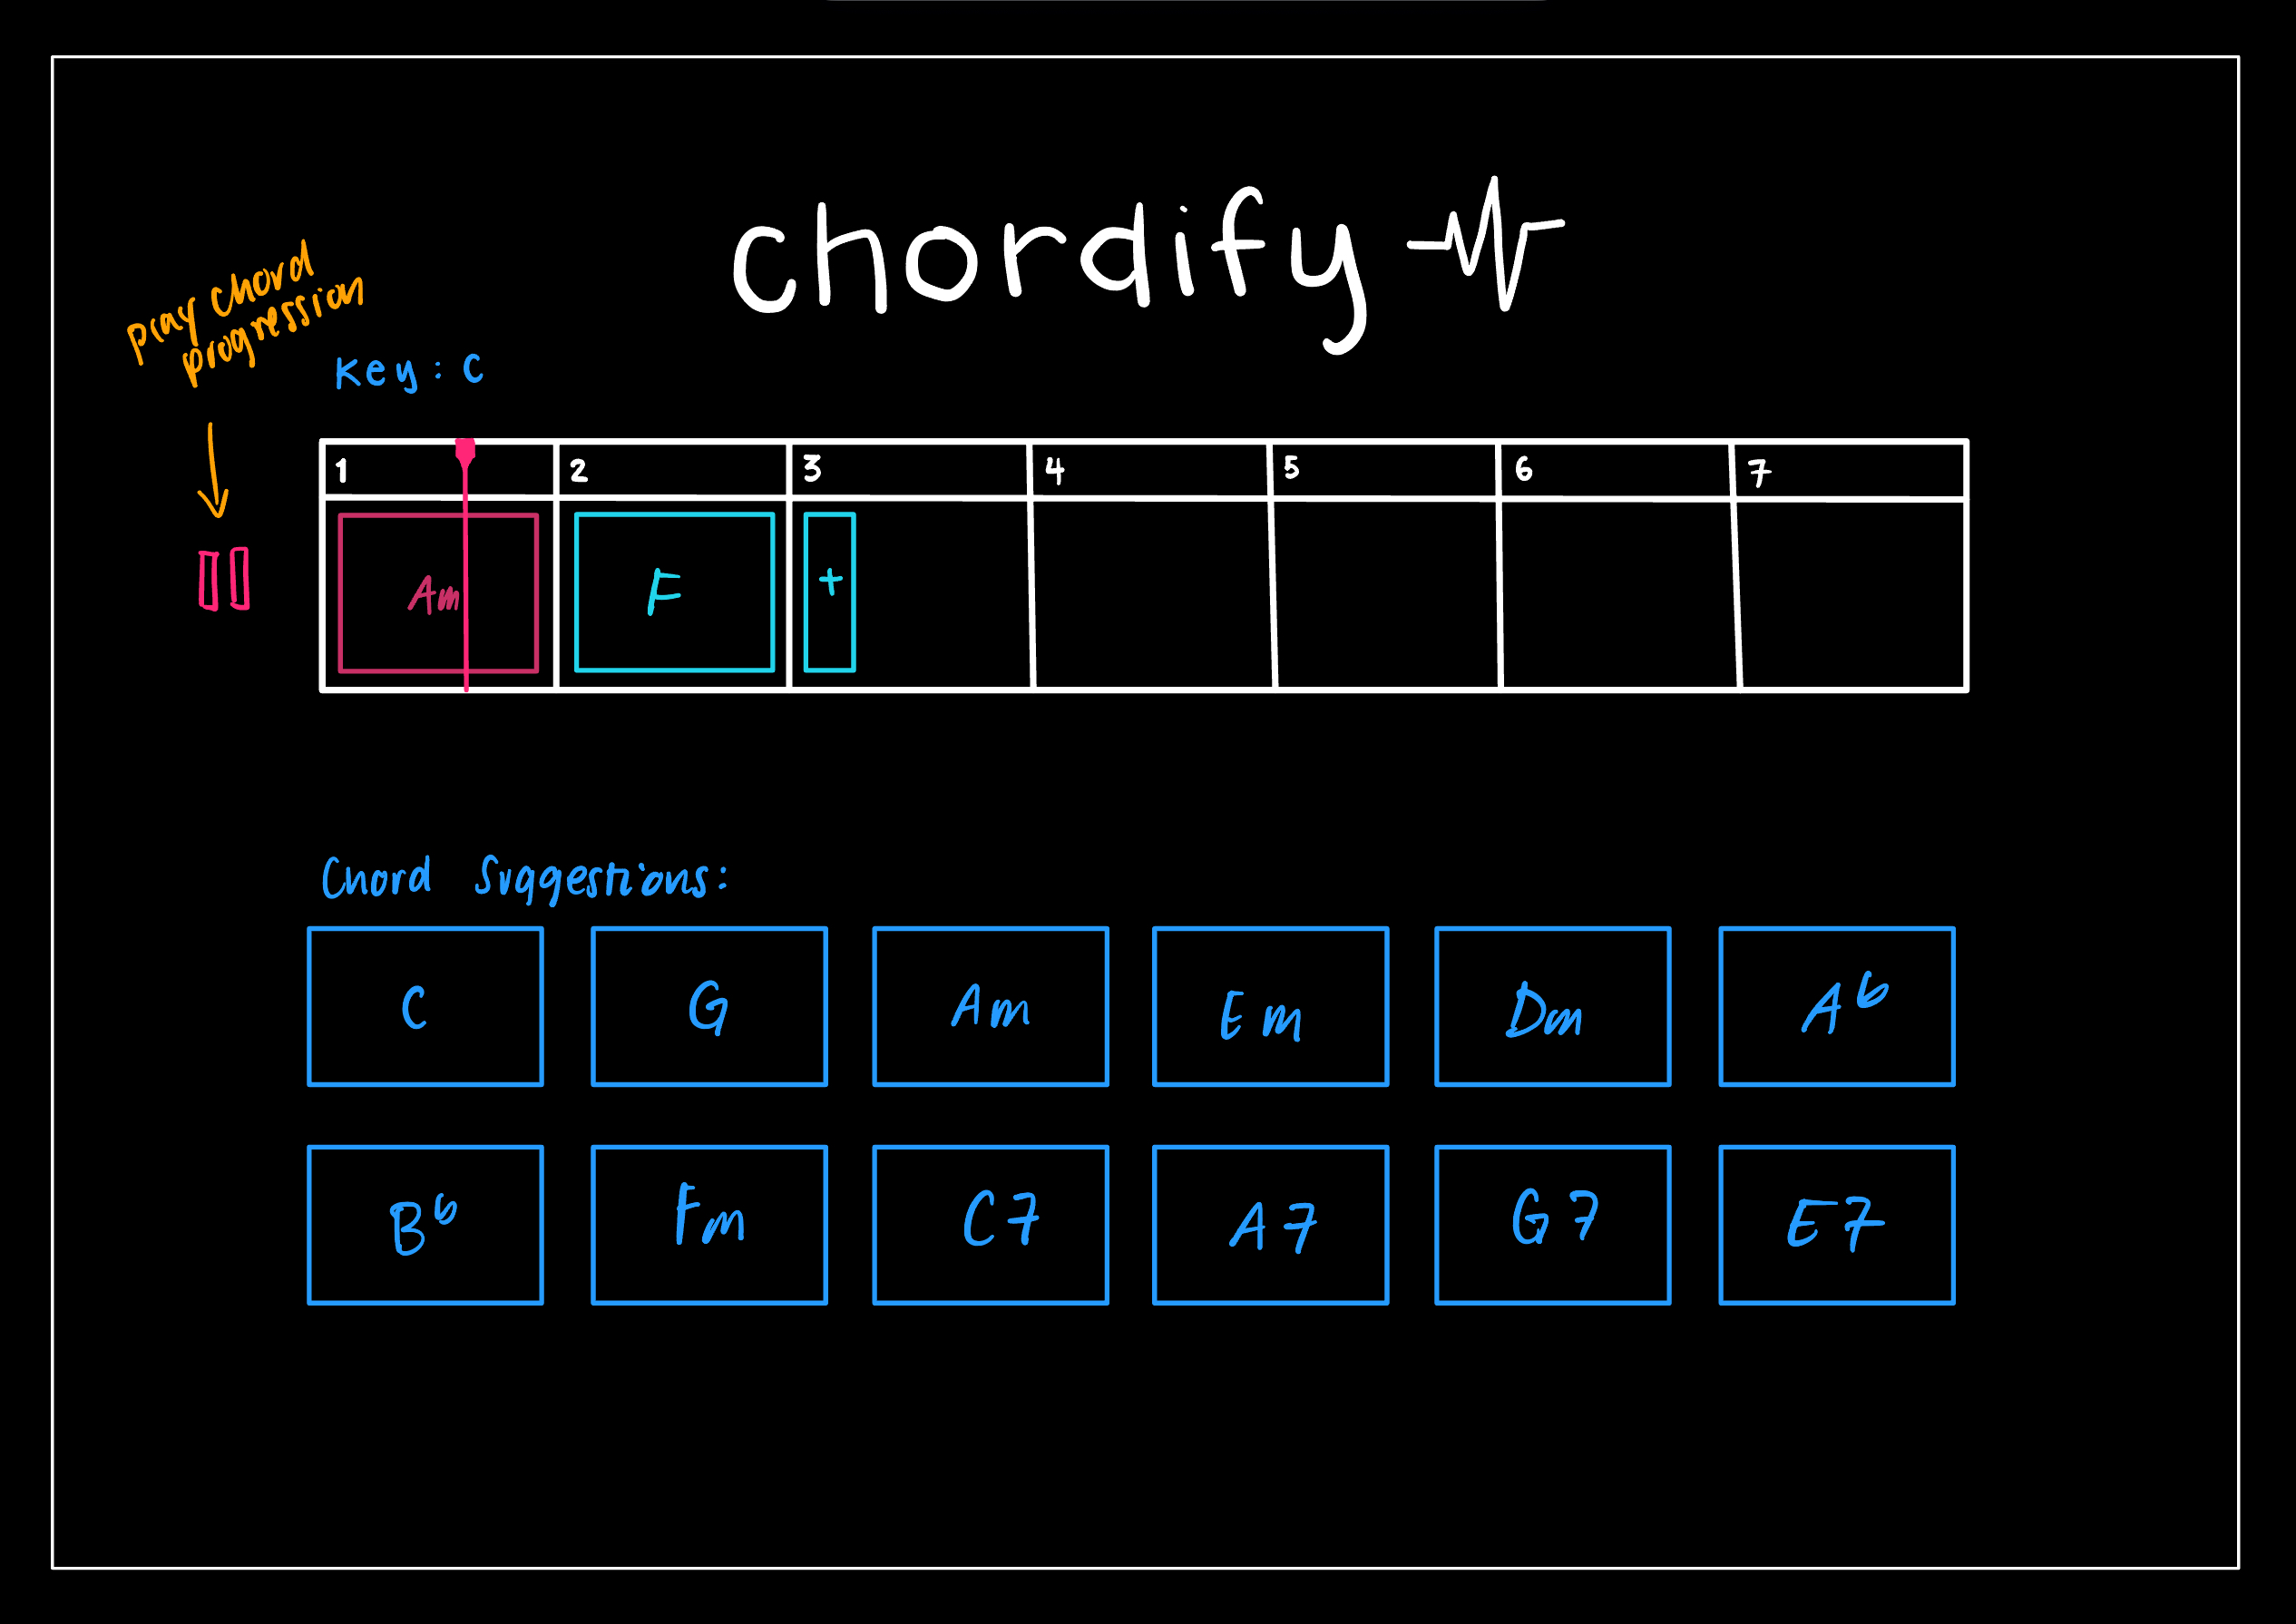 chordify
play chord
progression
Key: C
1 2 3 4 5 6 7
Am F +
Chord Suggestions:
C G Am Em Dm A♭
B♭ Fm C7 A7 G7 E7